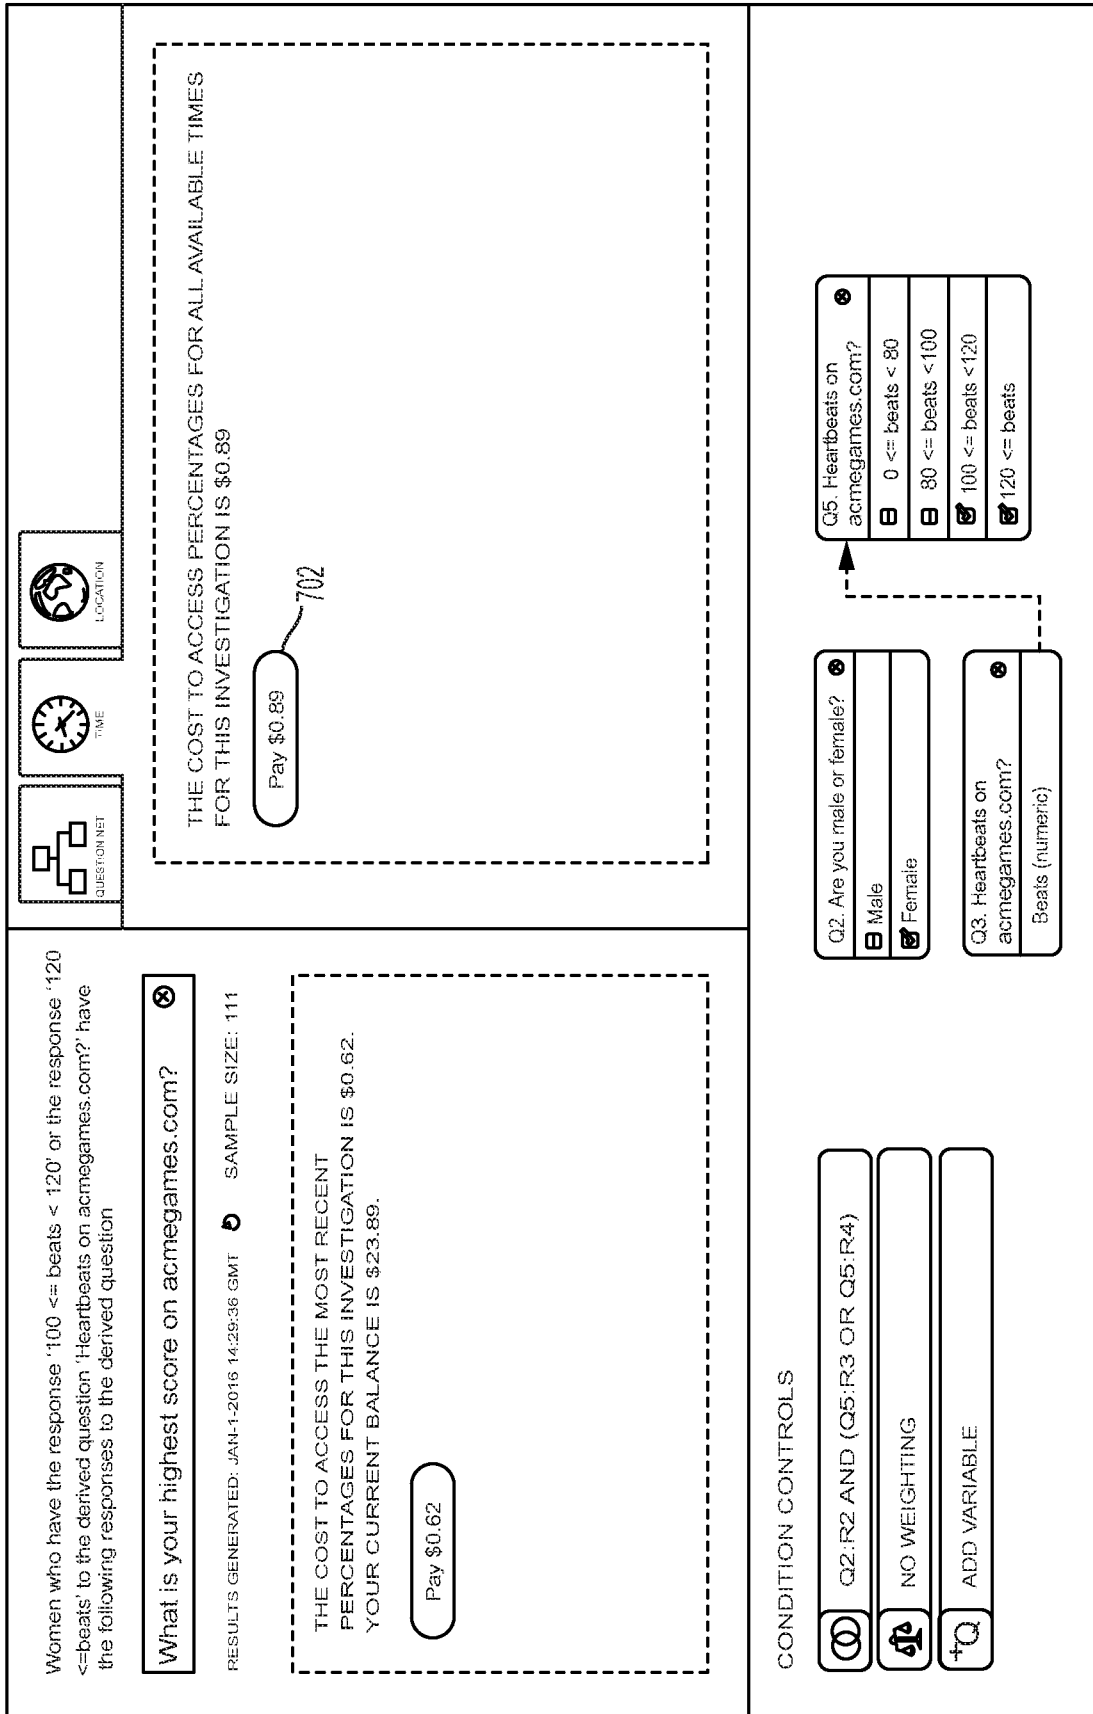 Women who have the response ‘100 <= beats < 120’ or the response ‘120
<=beats’ to the derived question ‘Heartbeats on acmegames.com?’ have
the following responses to the derived question
What is your highest score on acmegames.com?
RESULTS GENERATED: JAN-1-2016 14:29:36 GMT SAMPLE SIZE: 111
THE COST TO ACCESS THE MOST RECENT
PERCENTAGES FOR THIS INVESTIGATION IS $0.62.
YOUR CURRENT BALANCE IS $23.89.
Pay $0.62
QUESTION NET
TIME
LOCATION
THE COST TO ACCESS PERCENTAGES FOR ALL AVAILABLE TIMES
FOR THIS INVESTIGATION IS $0.89
Pay $0.89
702
CONDITION CONTROLS
Q2:R2 AND (Q5:R3 OR Q5:R4)
NO WEIGHTING
+Q ADD VARIABLE
Q2. Are you male or female?
Male
Female
Q3. Heartbeats on
acmegames.com?
Beats (numeric)
Q5. Heartbeats on
acmegames.com?
0 <= beats < 80
80 <= beats <100
100 <= beats <120
120 <= beats